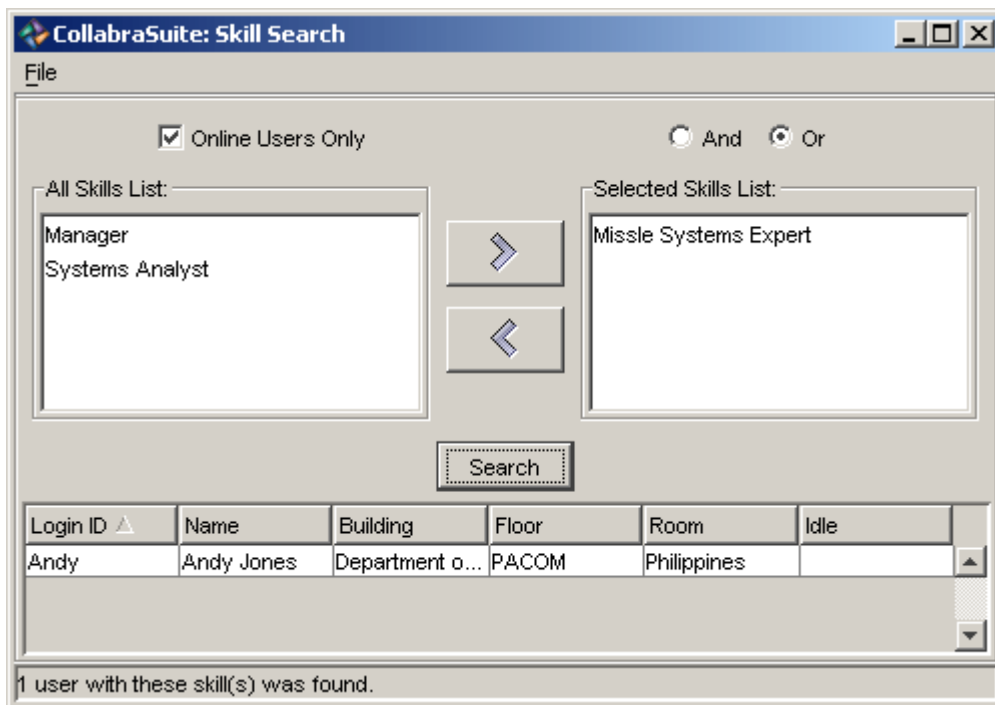 CollabraSuite: Skill Search
File
Online Users Only
And Or
All Skills List:
Manager
Systems Analyst
Selected Skills List:
Missle Systems Expert
Search
Login ID Name Building Floor Room Idle
Andy Andy Jones Department o... PACOM Philippines
1 user with these skill(s) was found.